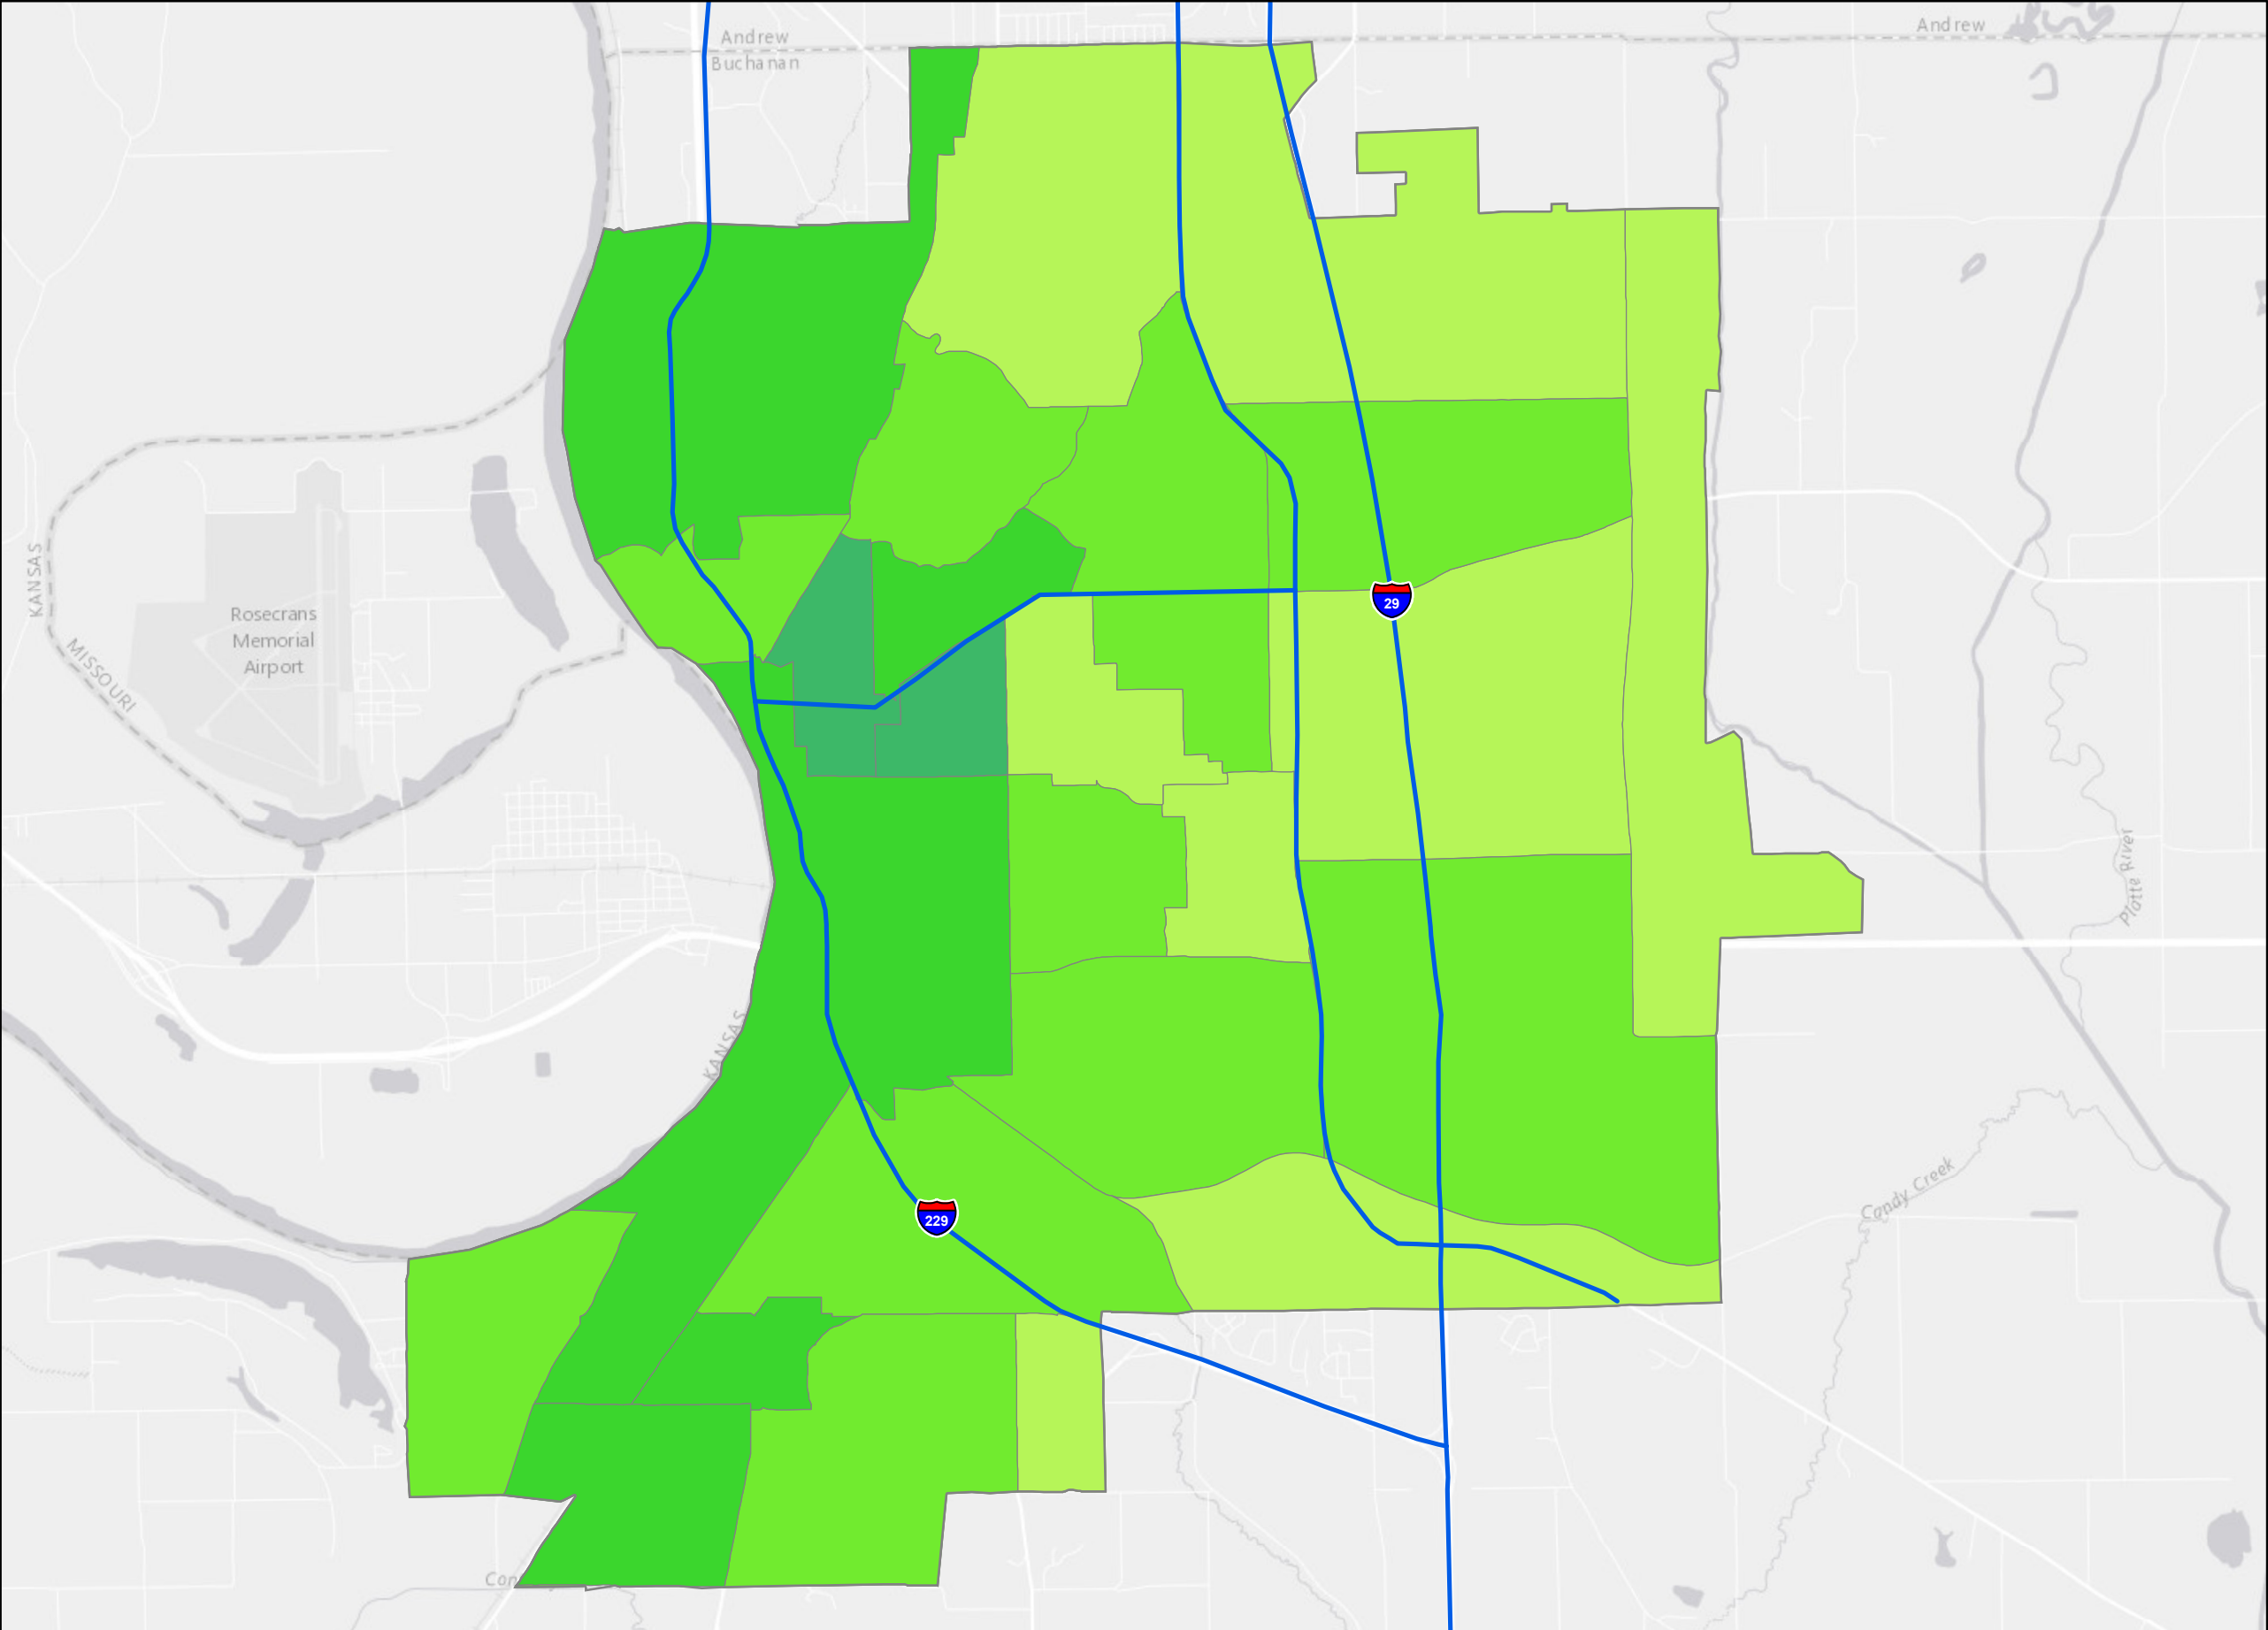 Andrew
Buchanan
Andrew
KANSAS
Rosecrans
Memorial
Airport
MISSOURI
29
Platte River
KANSAS
Candy Creek
229